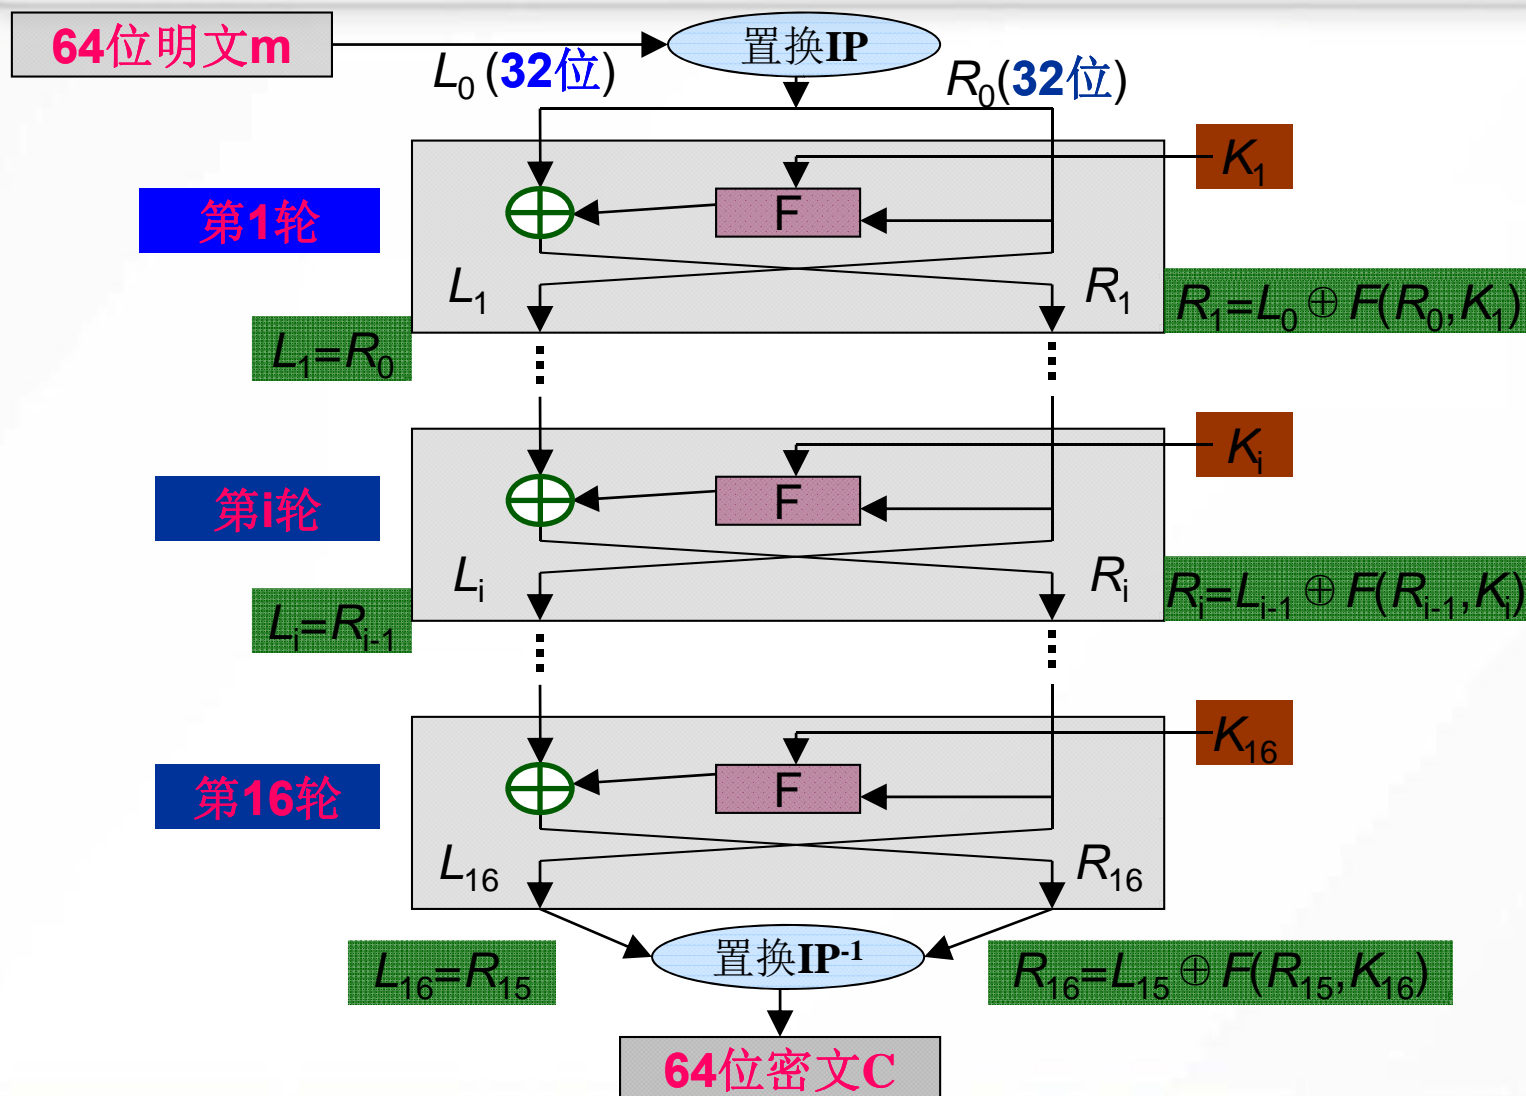 64位明文m
置换IP
L₀ (32位)
R₀(32位)
K₁
第1轮
F
L₁
R₁
R₁=L₀ ⊕ F(R₀,K₁)
L₁=R₀
Kᵢ
第i轮
F
Lᵢ
Rᵢ
Rᵢ=Lᵢ₋₁ ⊕ F(Rᵢ₋₁,Kᵢ)
Lᵢ=Rᵢ₋₁
K₁₆
第16轮
F
L₁₆
R₁₆
置换IP⁻¹
L₁₆=R₁₅
R₁₆=L₁₅ ⊕ F(R₁₅,K₁₆)
64位密文C